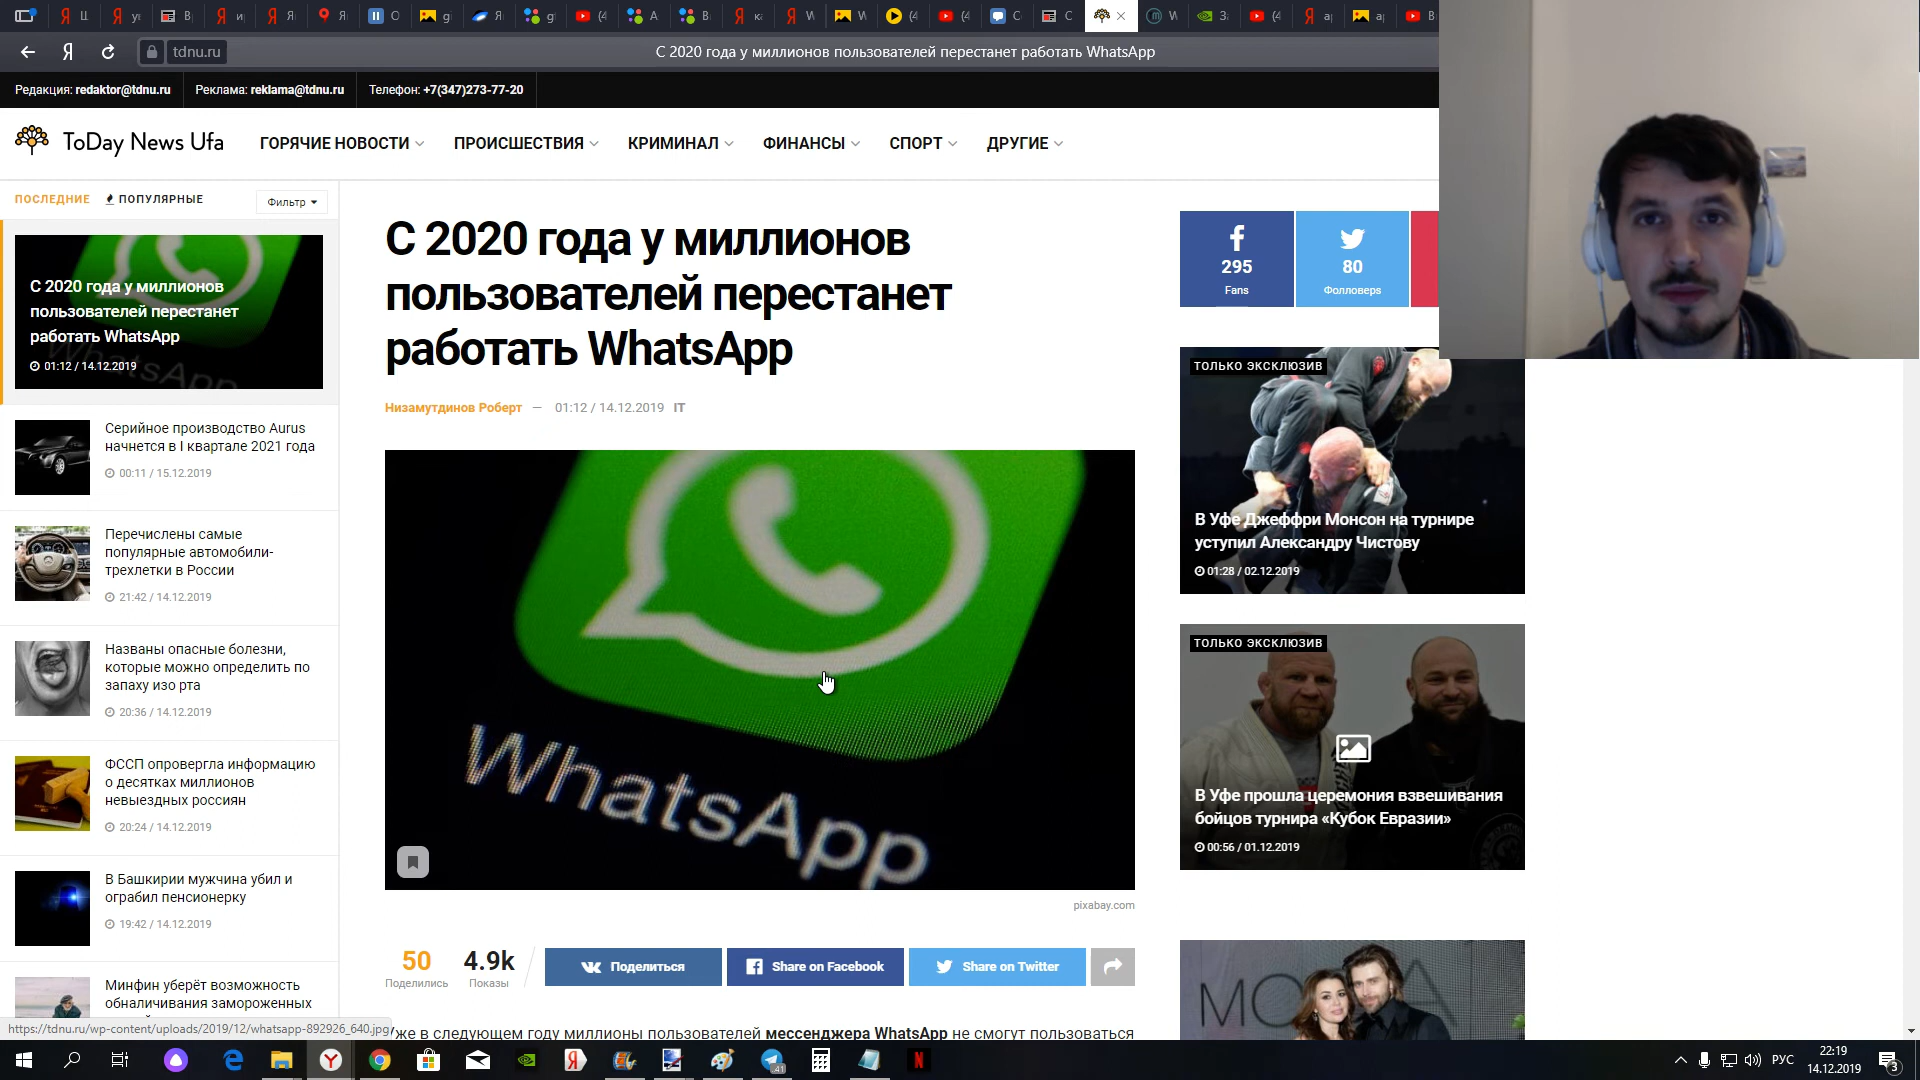 tdnu.ru
С 2020 года у миллионов пользователей перестанет работать WhatsApp
Редакция: redaktor@tdnu.ru
Реклама: reklama@tdnu.ru
Телефон: +7(347)273-77-20
ToDay News Ufa
ГОРЯЧИЕ НОВОСТИ
ПРОИСШЕСТВИЯ
КРИМИНАЛ
ФИНАНСЫ
СПОРТ
ДРУГИЕ
ПОСЛЕДНИЕ
ПОПУЛЯРНЫЕ
Фильтр
С 2020 года у миллионов
пользователей перестанет
работать WhatsApp
01:12 / 14.12.2019
Серийное производство Aurus
начнется в I квартале 2021 года
00:11 / 15.12.2019
Перечислены самые
популярные автомобили-
трехлетки в России
21:42 / 14.12.2019
Названы опасные болезни,
которые можно определить по
запаху изо рта
20:36 / 14.12.2019
ФССП опровергла информацию
о десятках миллионов
невыездных россиян
20:24 / 14.12.2019
В Башкирии мужчина убил и
ограбил пенсионерку
19:42 / 14.12.2019
Минфин уберёт возможность
обналичивания замороженных
https://tdnu.ru/wp-content/uploads/2019/12/whatsapp-892926_640.jpg
С 2020 года у миллионов
пользователей перестанет
работать WhatsApp
Низамутдинов Роберт — 01:12 / 14.12.2019 IT
WhatsApp
pixabay.com
50
Поделились
4.9k
Показы
Поделиться
Share on Facebook
Share on Twitter
же в следующем году миллионы пользователей мессенджера WhatsApp не смогут пользоваться
295
Fans
80
Фолловерs
ТОЛЬКО ЭКСКЛЮЗИВ
В Уфе Джеффри Монсон на турнире
уступил Александру Чистову
01:28 / 02.12.2019
ТОЛЬКО ЭКСКЛЮЗИВ
В Уфе прошла церемония взвешивания
бойцов турнира «Кубок Евразии»
00:56 / 01.12.2019
РУС
22:19
14.12.2019
3